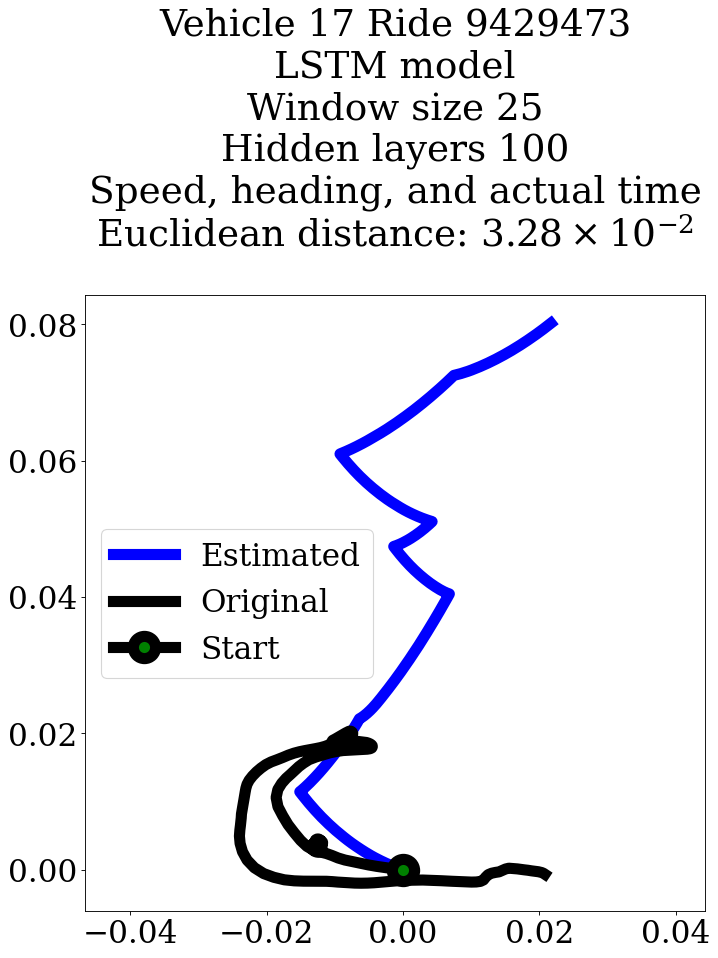 Vehicle 17 Ride 9429473
LSTM model
Window size 25
Hidden layers 100
Speed, heading, and actual time
Euclidean distance: 3.28 × 10⁻²
0.08
0.06
0.04
0.02
0.00
Estimated
Original
Start
−0.04 −0.02 0.00 0.02 0.04